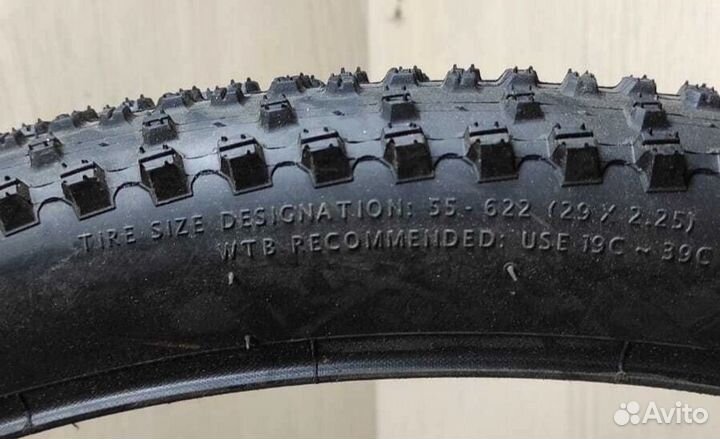 TIRE SIZE DESIGNATION: 55-622 (29 X 2.25)
WTB RECOMMENDED: USE 19C ~ 39C
Avito